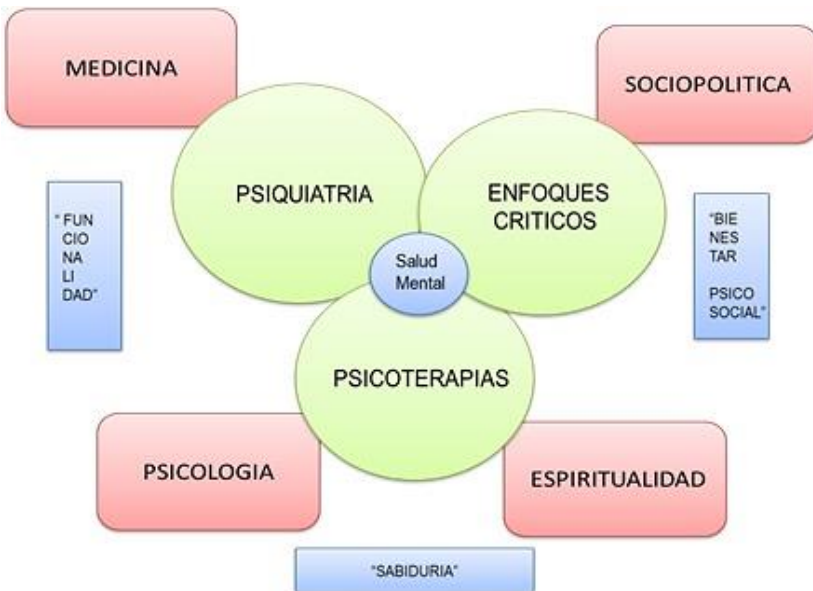 MEDICINA
SOCIOPOLITICA
PSIQUIATRIA
ENFOQUES
CRITICOS
" FUN
CIO
NA
LI
DAD"
"BIE
NES
TAR
PSICO
SOCIAL"
Salud
Mental
PSICOTERAPIAS
PSICOLOGIA
ESPIRITUALIDAD
"SABIDURIA"